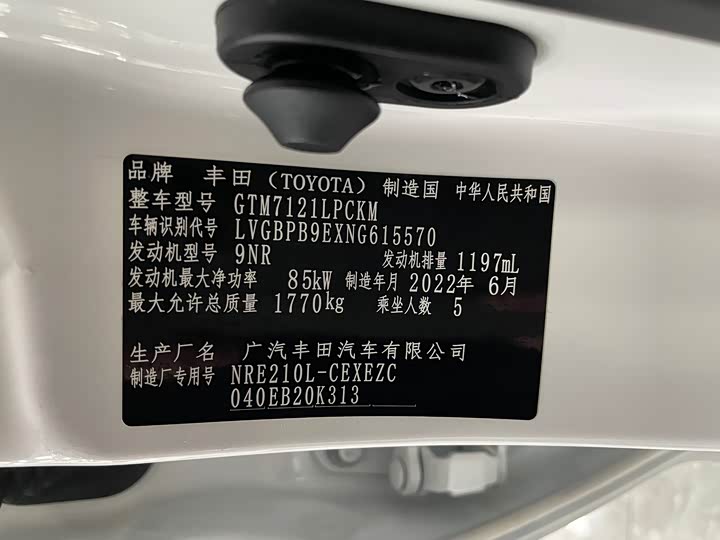 品牌 丰田（TOYOTA） 制造国 中华人民共和国
整车型号 GTM7121LPCKM
车辆识别代号 LVGBPB9EXNG615570
发动机型号 9NR 发动机排量 1197mL
发动机最大净功率 85kW 制造年月 2022年 6月
最大允许总质量 1770kg 乘坐人数 5
生产厂名 广汽丰田汽车有限公司
制造厂专用号 NRE210L-CEXEZC
040EB20K313